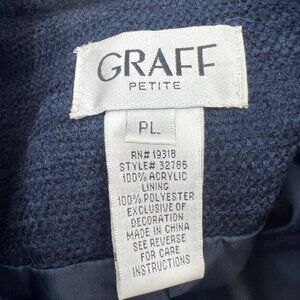 GRAFF
PETITE
PL
RN# 19318
STYLE# 32786
100% ACRYLIC
LINING
100% POLYESTER
EXCLUSIVE OF
DECORATION
MADE IN CHINA
SEE REVERSE
FOR CARE
INSTRUCTIONS